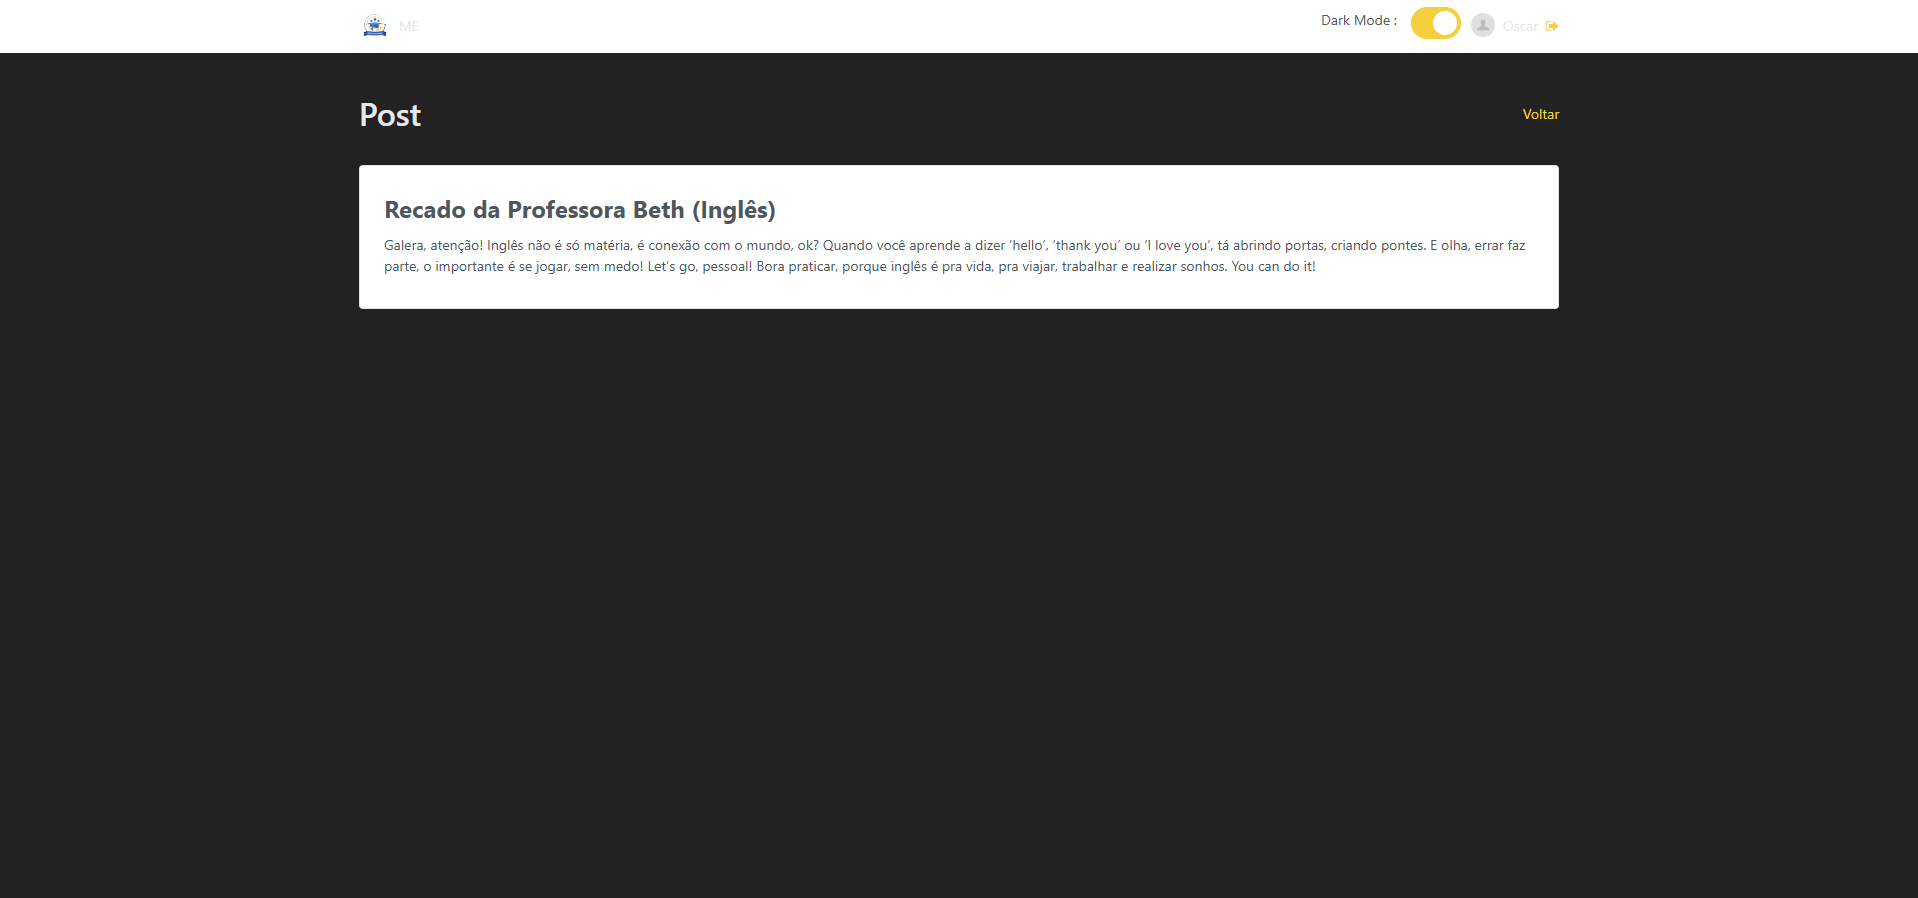 ME
Dark Mode :
Oscar
Post
Voltar
Recado da Professora Beth (Inglês)
Galera, atenção! Inglês não é só matéria, é conexão com o mundo, ok? Quando você aprende a dizer ‘hello’, ‘thank you’ ou ‘I love you’, tá abrindo portas, criando pontes. E olha, errar faz
parte, o importante é se jogar, sem medo! Let’s go, pessoal! Bora praticar, porque inglês é pra vida, pra viajar, trabalhar e realizar sonhos. You can do it!